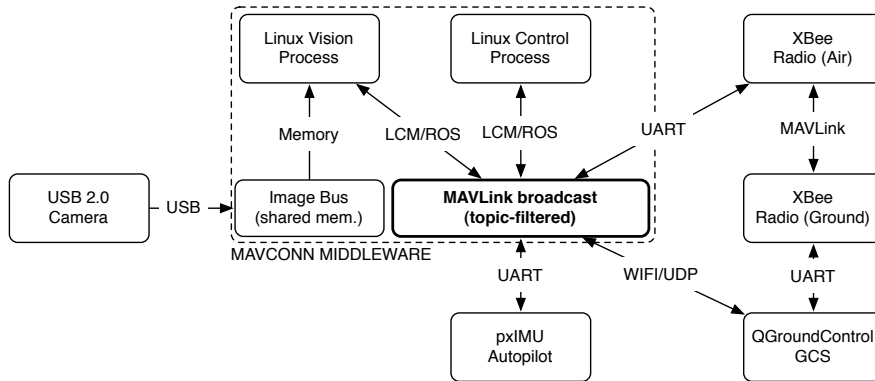 Linux Vision
Process
Linux Control
Process
XBee
Radio (Air)
Memory
LCM/ROS
LCM/ROS
UART
MAVLink
USB 2.0
Camera
USB
Image Bus
(shared mem.)
MAVLink broadcast
(topic-filtered)
XBee
Radio (Ground)
MAVCONN MIDDLEWARE
UART
WIFI/UDP
UART
pxIMU
Autopilot
QGroundControl
GCS